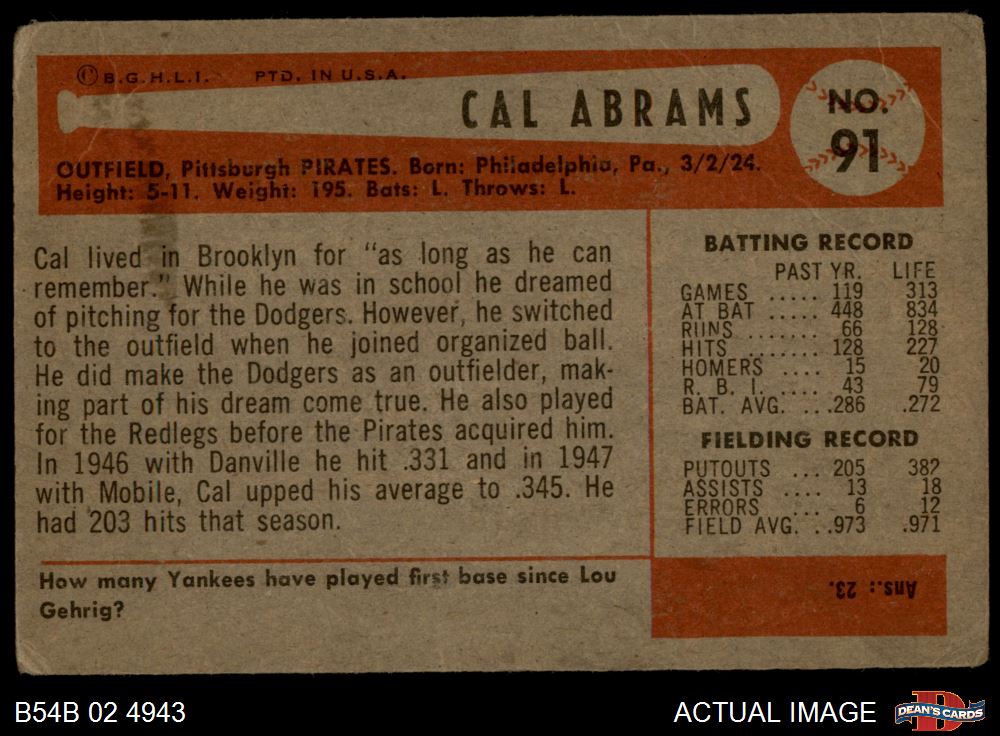 © B.G.H.L.I. PTD. IN U.S.A.
CAL ABRAMS
NO.
91
OUTFIELD, Pittsburgh PIRATES. Born: Philadelphia, Pa., 3/2/24.
Height: 5-11. Weight: 195. Bats: L. Throws: L.
Cal lived in Brooklyn for “as long as he can
remember.” While he was in school he dreamed
of pitching for the Dodgers. However, he switched
to the outfield when he joined organized ball.
He did make the Dodgers as an outfielder, mak-
ing part of his dream come true. He also played
for the Redlegs before the Pirates acquired him.
In 1946 with Danville he hit .331 and in 1947
with Mobile, Cal upped his average to .345. He
had 203 hits that season.
How many Yankees have played first base since Lou
Gehrig?
BATTING RECORD
PAST YR. LIFE
GAMES ..... 119 313
AT BAT ..... 448 834
RUNS ..... 66 128
HITS ....... 128 227
HOMERS .... 15 20
R. B. I. .... 43 79
BAT. AVG. ... .286 .272
FIELDING RECORD
PUTOUTS ... 205 382
ASSISTS .... 13 18
ERRORS .... 6 12
FIELD AVG. . .973 .971
Ans.: 23.
B54B 02 4943
ACTUAL IMAGE
D
DEAN'S CARDS